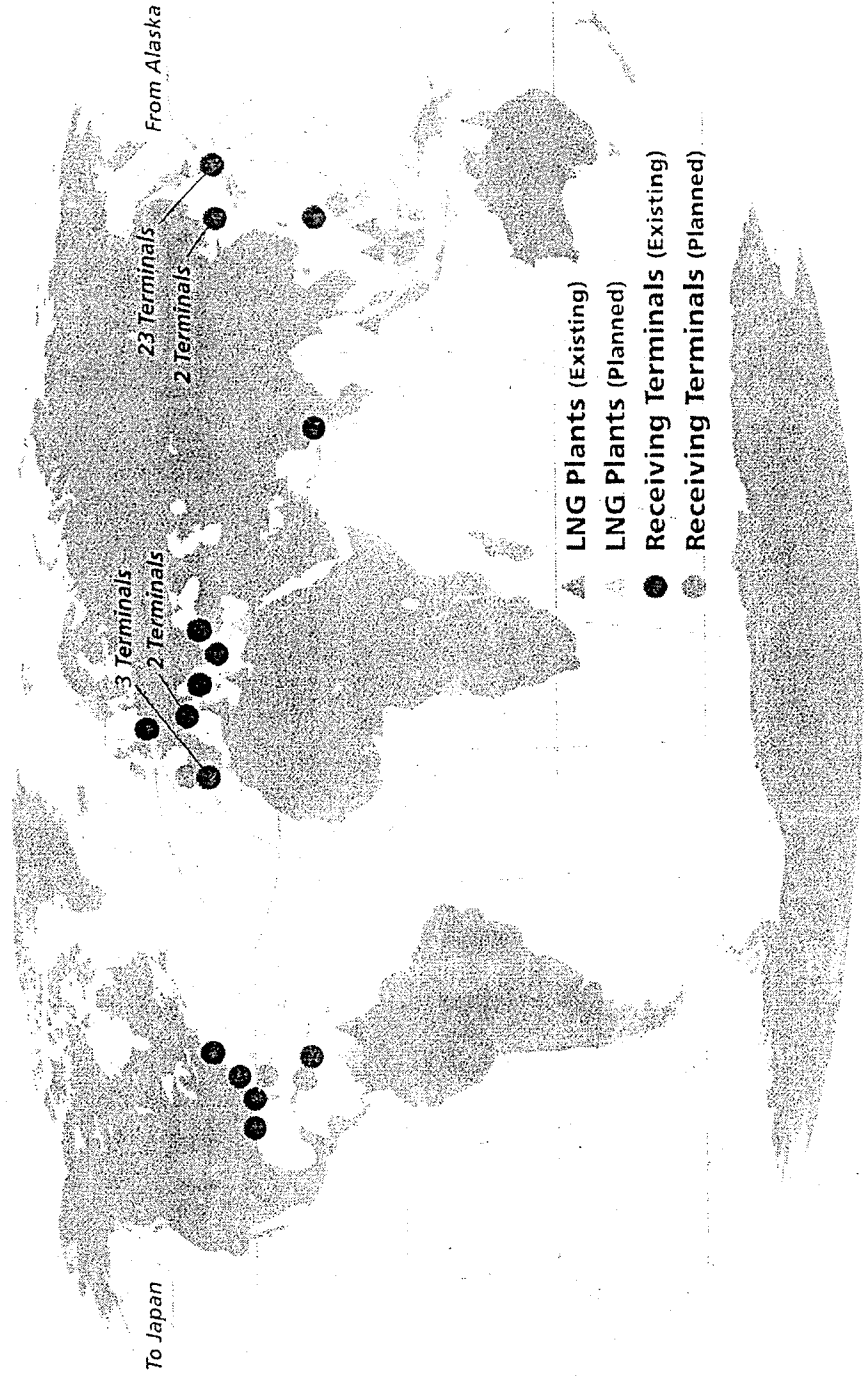 To Japan
From Alaska
3 Terminals
2 Terminals
23 Terminals
2 Terminals
LNG Plants (Existing)
LNG Plants (Planned)
Receiving Terminals (Existing)
Receiving Terminals (Planned)